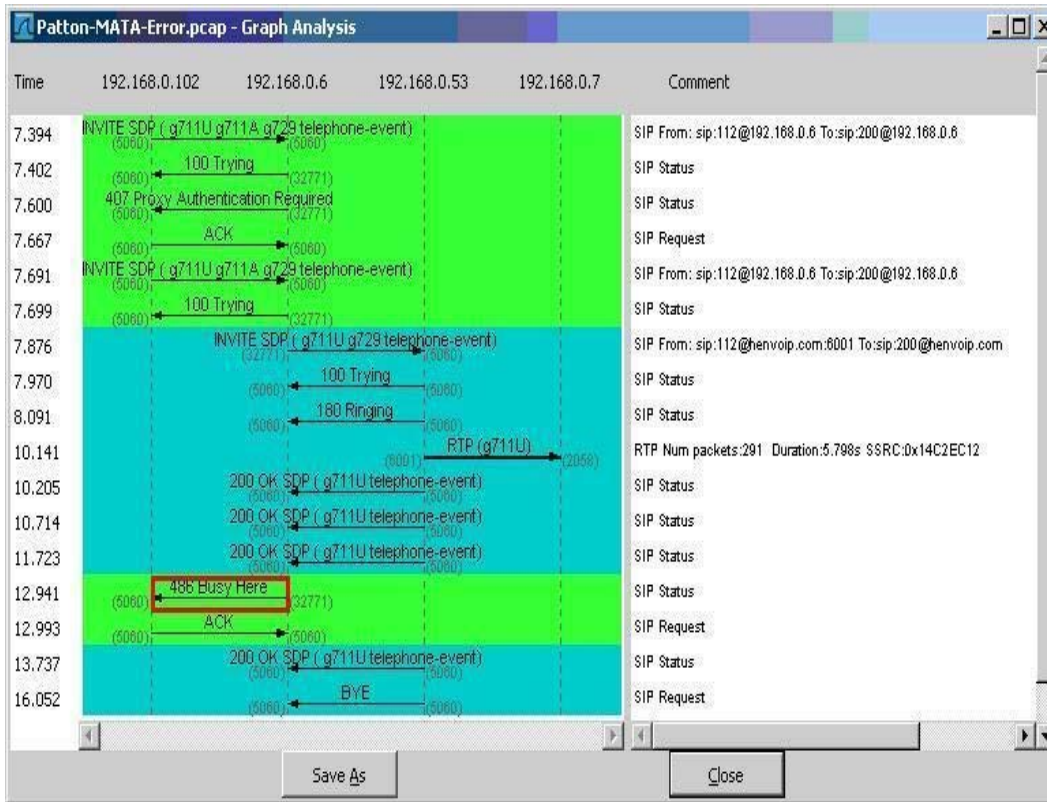 Patton-MATA-Error.pcap - Graph Analysis
Time 192.168.0.102 192.168.0.6 192.168.0.53 192.168.0.7 Comment
7.394 INVITE SDP ( g711U g711A g729 telephone-event) SIP From: sip:112@192.168.0.6 To:sip:200@192.168.0.6
(5060) (5060)
7.402 100 Trying SIP Status
(5060) (32771)
7.600 407 Proxy Authentication Required SIP Status
(5060) (32771)
7.667 ACK SIP Request
(5060) (5060)
7.691 INVITE SDP ( g711U g711A g729 telephone-event) SIP From: sip:112@192.168.0.6 To:sip:200@192.168.0.6
(5060) (5060)
7.699 100 Trying SIP Status
(5060) (32771)
7.876 INVITE SDP ( g711U g729 telephone-event) SIP From: sip:112@henvoip.com:6001 To:sip:200@henvoip.com
(32771) (5060)
7.970 100 Trying SIP Status
(5060) (5060)
8.091 180 Ringing SIP Status
(5060) (5060)
10.141 RTP (g711U) RTP Num packets:291 Duration:5.798s SSRC:0x14C2EC12
(6001) (2058)
10.205 200 OK SDP ( g711U telephone-event) SIP Status
(5060) (5060)
10.714 200 OK SDP ( g711U telephone-event) SIP Status
(5060) (5060)
11.723 200 OK SDP ( g711U telephone-event) SIP Status
(5060) (5060)
12.941 486 Busy Here SIP Status
(5060) (32771)
12.993 ACK SIP Request
(5060) (5060)
13.737 200 OK SDP ( g711U telephone-event) SIP Status
(5060) (5060)
16.052 BYE SIP Request
(5060) (5060)
Save As Close